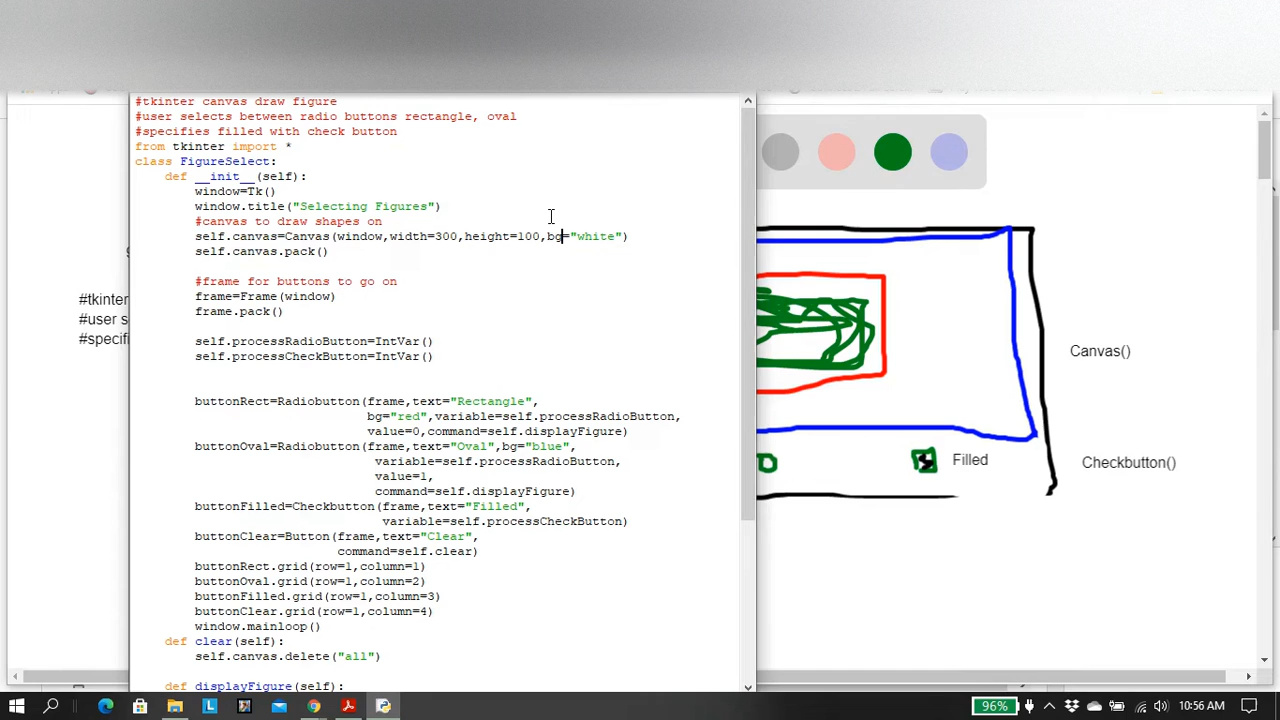 #tkinter canvas draw figure
#user selects between radio buttons rectangle, oval
#specifies filled with check button
from tkinter import *
class FigureSelect:
def __init__(self):
window=Tk()
window.title("Selecting Figures")
#canvas to draw shapes on
self.canvas=Canvas(window,width=300,height=100,bg="white")
self.canvas.pack()
#frame for buttons to go on
frame=Frame(window)
frame.pack()
self.processRadioButton=IntVar()
self.processCheckButton=IntVar()
buttonRect=Radiobutton(frame,text="Rectangle",
bg="red",variable=self.processRadioButton,
value=0,command=self.displayFigure)
buttonOval=Radiobutton(frame,text="Oval",bg="blue",
variable=self.processRadioButton,
value=1,
command=self.displayFigure)
buttonFilled=Checkbutton(frame,text="Filled",
variable=self.processCheckButton)
buttonClear=Button(frame,text="Clear",
command=self.clear)
buttonRect.grid(row=1,column=1)
buttonOval.grid(row=1,column=2)
buttonFilled.grid(row=1,column=3)
buttonClear.grid(row=1,column=4)
window.mainloop()
def clear(self):
self.canvas.delete("all")
def displayFigure(self):
#tkinter
#user s
#specifi
Canvas()
Filled
Checkbutton()
96%
10:56 AM